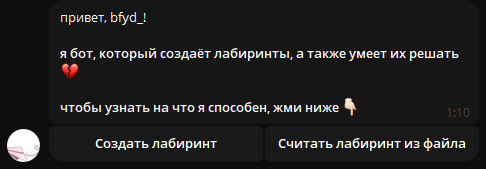 привет, bfyd_!
я бот, который создаёт лабиринты, а также умеет их решать
💔
чтобы узнать на что я способен, жми ниже 👇🏻
1:10
Создать лабиринт
Считать лабиринт из файла